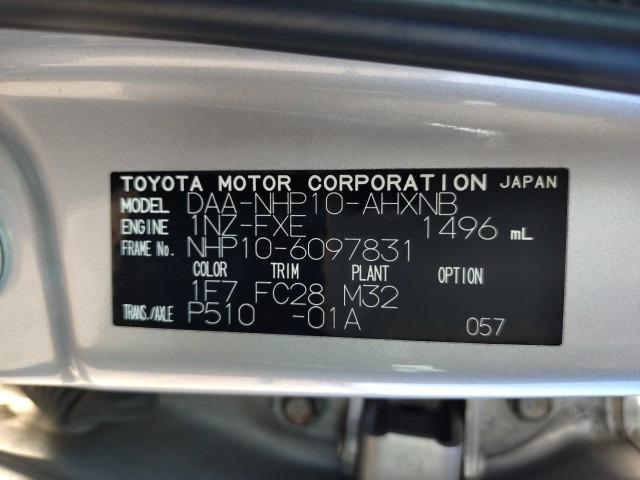 TOYOTA MOTOR CORPORATION JAPAN
MODEL DAA-NHP10-AHXNB
ENGINE 1NZ-FXE 1496 mL
FRAME No. NHP10-6097831
COLOR TRIM PLANT OPTION
1F7 FC28 M32
TRANS./AXLE P510 -01A 057